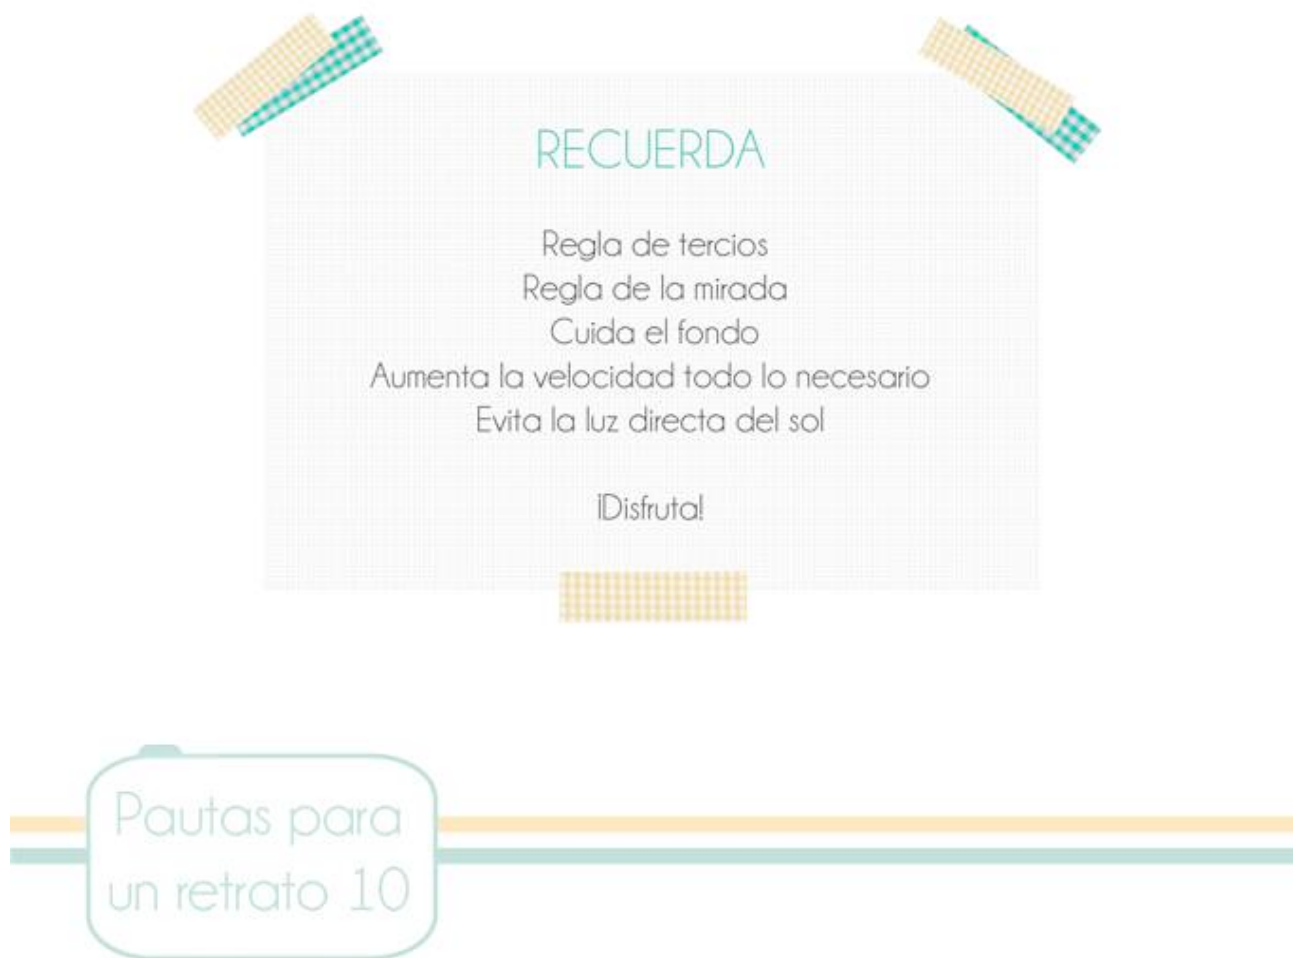 RECUERDA
Regla de tercios
Regla de la mirada
Cuida el fondo
Aumenta la velocidad todo lo necesario
Evita la luz directa del sol
¡Disfruta!
Pautas para
un retrato 10